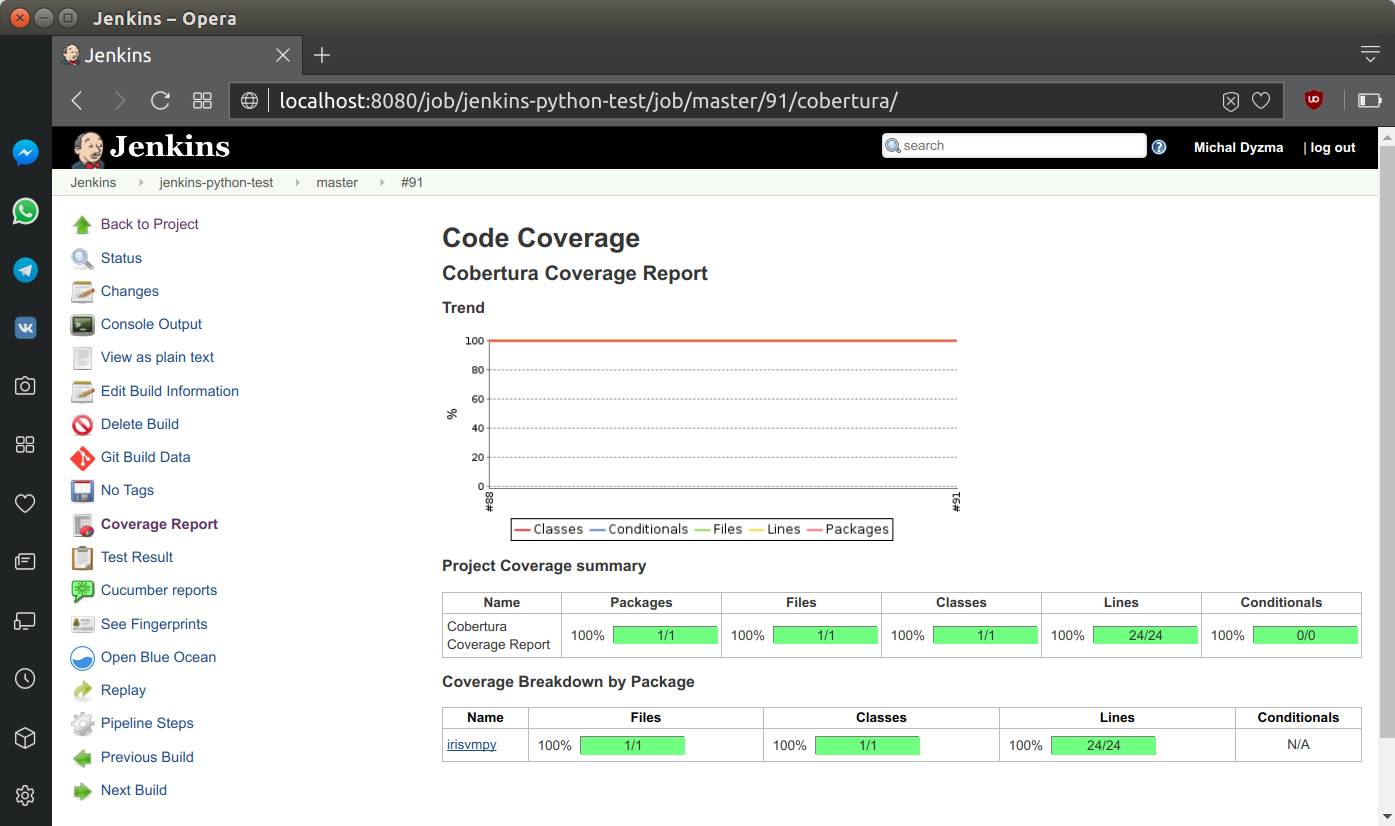 Jenkins – Opera
Jenkins
localhost:8080/job/jenkins-python-test/job/master/91/cobertura/
UO
Jenkins
search
?
Michal Dyzma
| log out
Jenkins
jenkins-python-test
master
#91
Back to Project
Status
Changes
Console Output
View as plain text
Edit Build Information
Delete Build
Git Build Data
No Tags
Coverage Report
Test Result
Cucumber reports
See Fingerprints
Open Blue Ocean
Replay
Pipeline Steps
Previous Build
Next Build
Code Coverage
Cobertura Coverage Report
Trend
100
80
60
40
20
0
%
#88
#91
Classes Conditionals Files Lines Packages
Project Coverage summary
Name Packages Files Classes Lines Conditionals
Cobertura Coverage Report 100% 1/1 100% 1/1 100% 1/1 100% 24/24 100% 0/0
Coverage Breakdown by Package
Name Files Classes Lines Conditionals
irisvmpy 100% 1/1 100% 1/1 100% 24/24 N/A